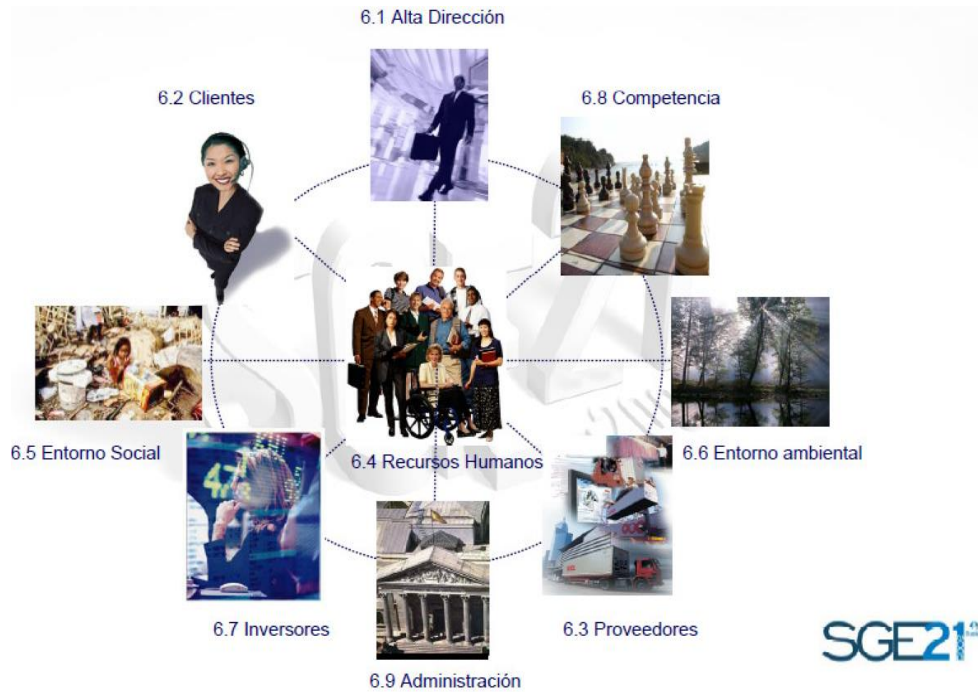 6.1 Alta Dirección
6.2 Clientes
6.8 Competencia
6.5 Entorno Social
6.4 Recursos Humanos
6.6 Entorno ambiental
6.7 Inversores
6.3 Proveedores
6.9 Administración
SGE21